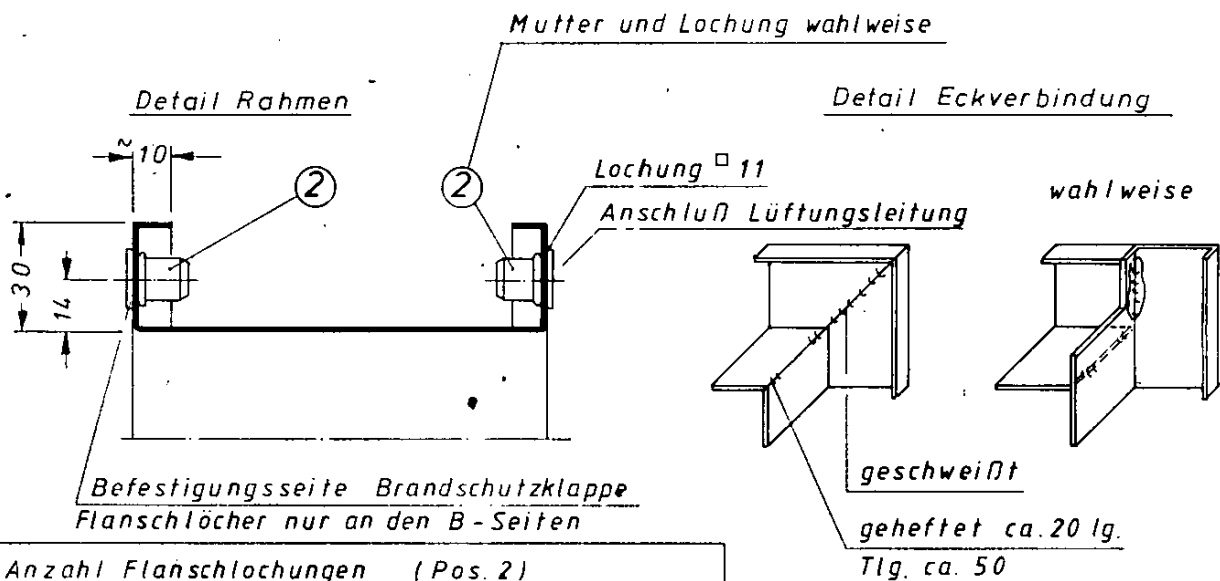 Mutter und Lochung wahlweise
Detail Rahmen
Detail Eckverbindung
~10
2
2
Lochung □ 11
Anschluß Lüftungsleitung
wahlweise
30
14
geschweißt
Befestigungsseite Brandschutzklappe
Flanschlöcher nur an den B-Seiten
geheftet ca. 20 lg.
Tlg. ca. 50
Anzahl Flanschlochungen (Pos. 2)